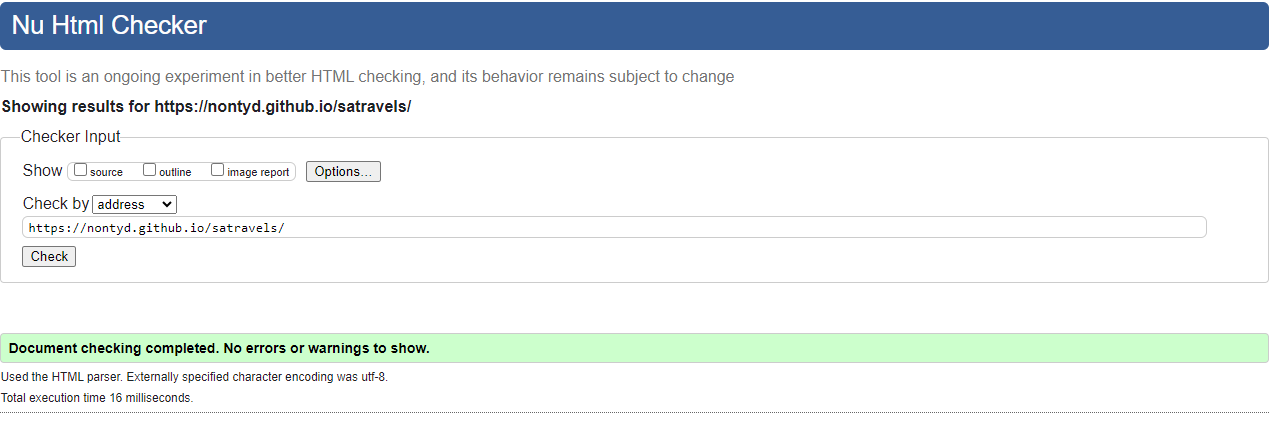 Nu Html Checker
This tool is an ongoing experiment in better HTML checking, and its behavior remains subject to change
Showing results for https://nontyd.github.io/satravels/
Checker Input
Show source outline image report Options...
Check by address
https://nontyd.github.io/satravels/
Check
Document checking completed. No errors or warnings to show.
Used the HTML parser. Externally specified character encoding was utf-8.
Total execution time 16 milliseconds.